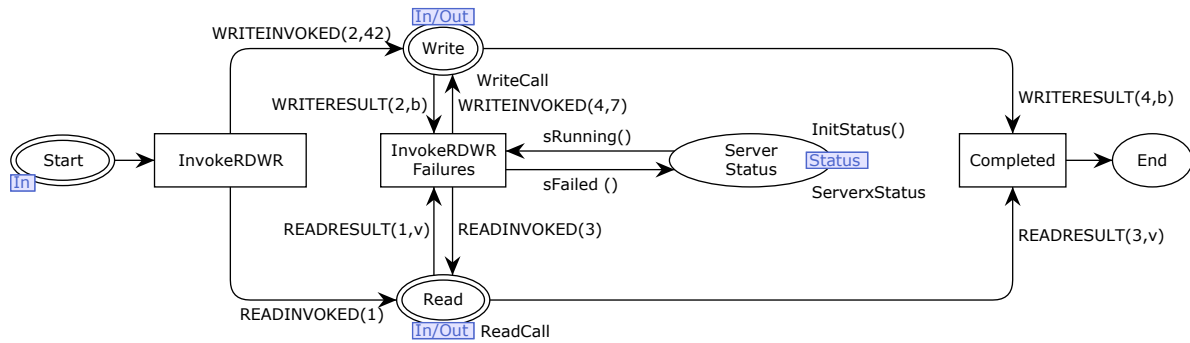 In/Out
WRITEINVOKED(2,42)
Write
WriteCall
WRITERESULT(2,b)
WRITEINVOKED(4,7)
WRITERESULT(4,b)
Start
In
InvokeRDWR
InvokeRDWR
Failures
sRunning()
sFailed ()
InitStatus()
Server
Status
Status
ServerxStatus
Completed
End
READRESULT(1,v)
READINVOKED(3)
READRESULT(3,v)
READINVOKED(1)
Read
In/Out
ReadCall